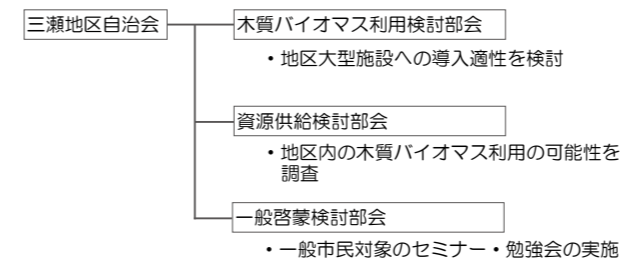 三瀬地区自治会
木質バイオマス利用検討部会
・地区大型施設への導入適性を検討
資源供給検討部会
・地区内の木質バイオマス利用の可能性を
調査
一般啓蒙検討部会
・一般市民対象のセミナー・勉強会の実施